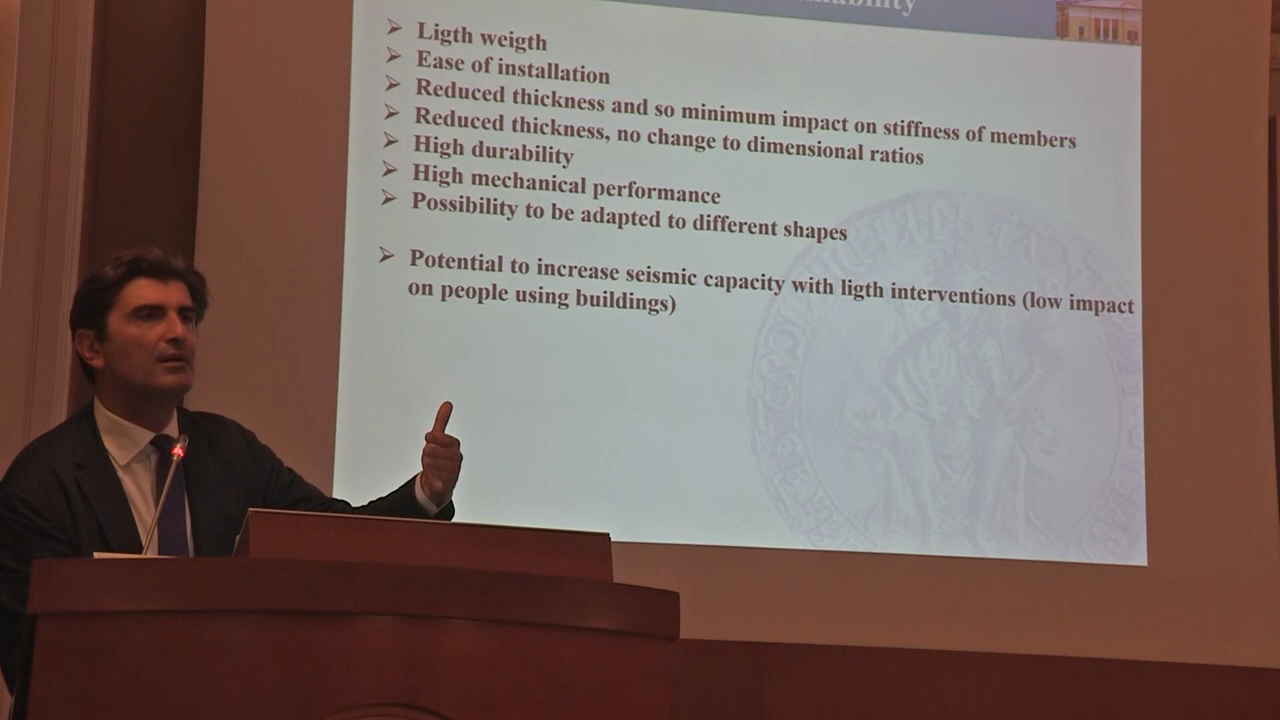 Ligth weigth
Ease of installation
Reduced thickness and so minimum impact on stiffness of members
Reduced thickness, no change to dimensional ratios
High durability
High mechanical performance
Possibility to be adapted to different shapes
Potential to increase seismic capacity with ligth interventions (low impact
on people using buildings)